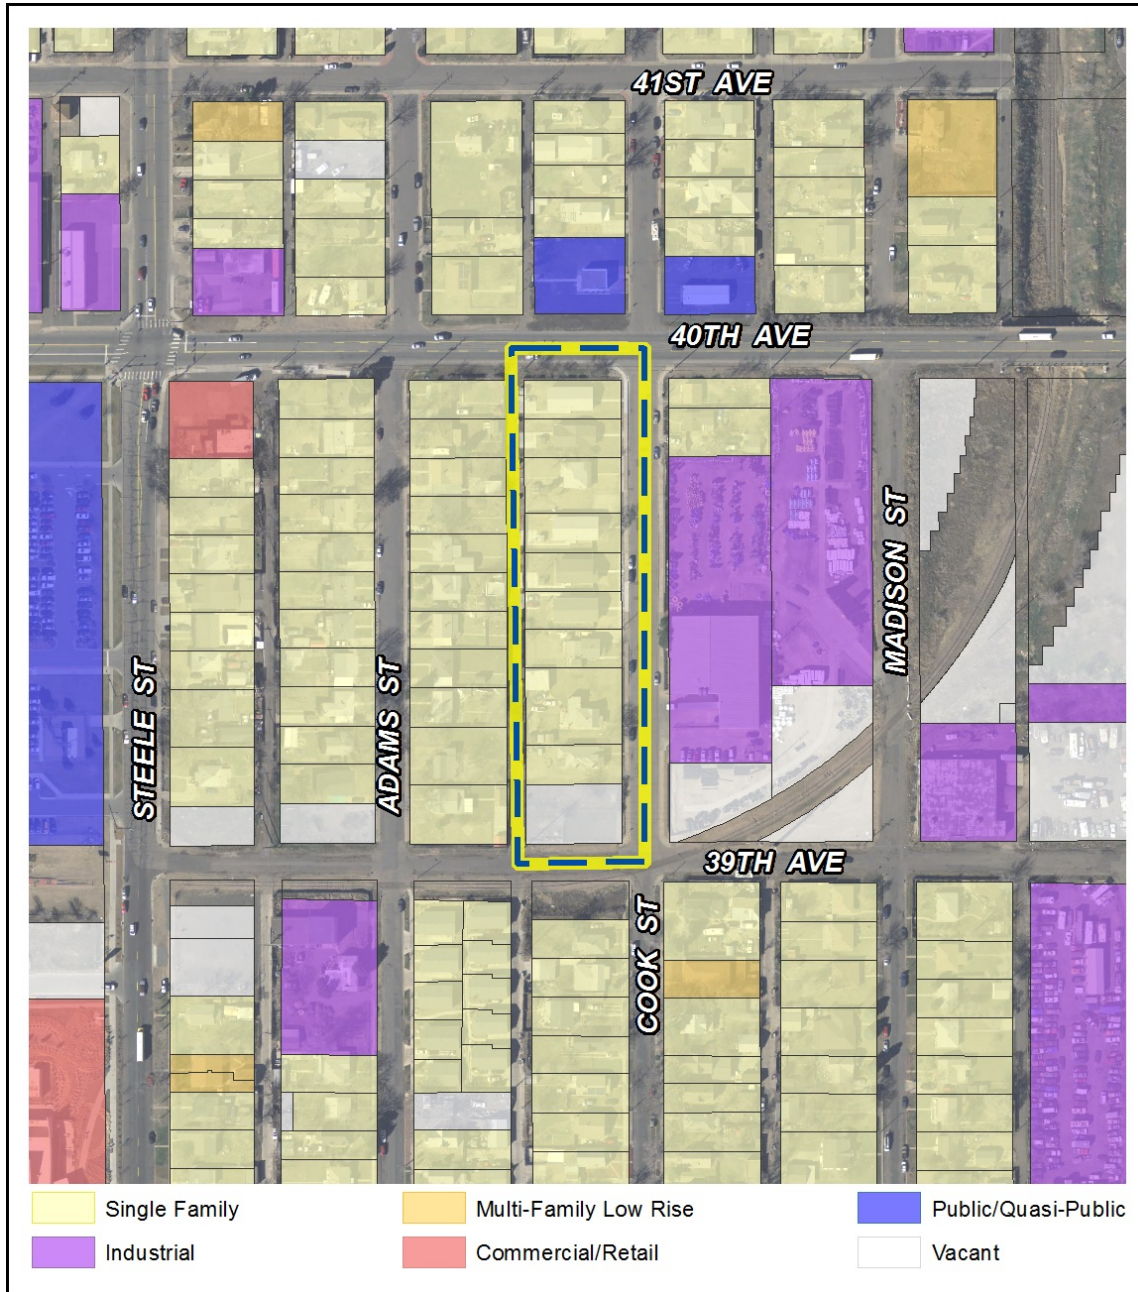 41ST AVE
40TH AVE
STEELE ST
ADAMS ST
MADISON ST
39TH AVE
COOK ST
Single Family
Multi-Family Low Rise
Public/Quasi-Public
Industrial
Commercial/Retail
Vacant